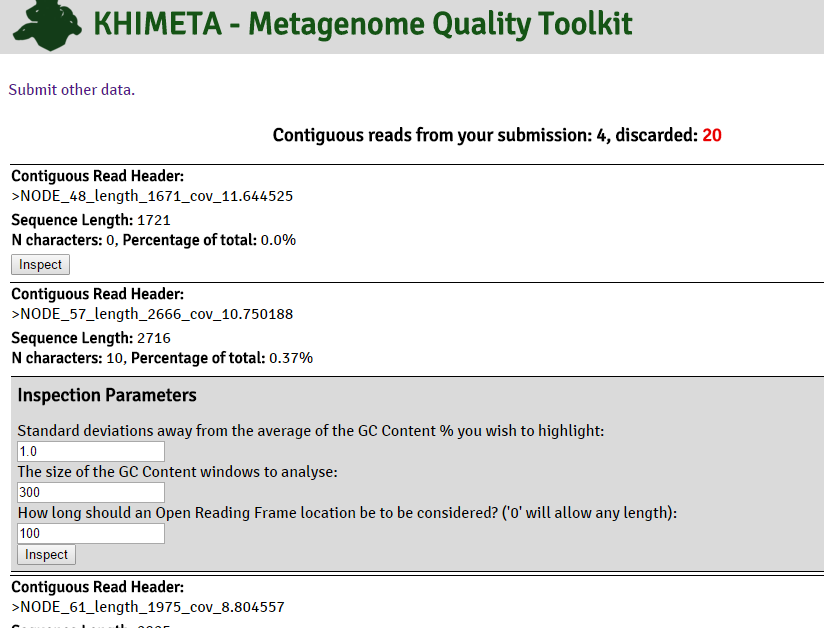 KHIMETA - Metagenome Quality Toolkit
Submit other data.
Contiguous reads from your submission: 4, discarded: 20
Contiguous Read Header:
>NODE_48_length_1671_cov_11.644525
Sequence Length: 1721
N characters: 0, Percentage of total: 0.0%
Inspect
Contiguous Read Header:
>NODE_57_length_2666_cov_10.750188
Sequence Length: 2716
N characters: 10, Percentage of total: 0.37%
Inspection Parameters
Standard deviations away from the average of the GC Content % you wish to highlight:
1.0
The size of the GC Content windows to analyse:
300
How long should an Open Reading Frame location be to be considered? ('0' will allow any length):
100
Inspect
Contiguous Read Header:
>NODE_61_length_1975_cov_8.804557
Sequence Length: